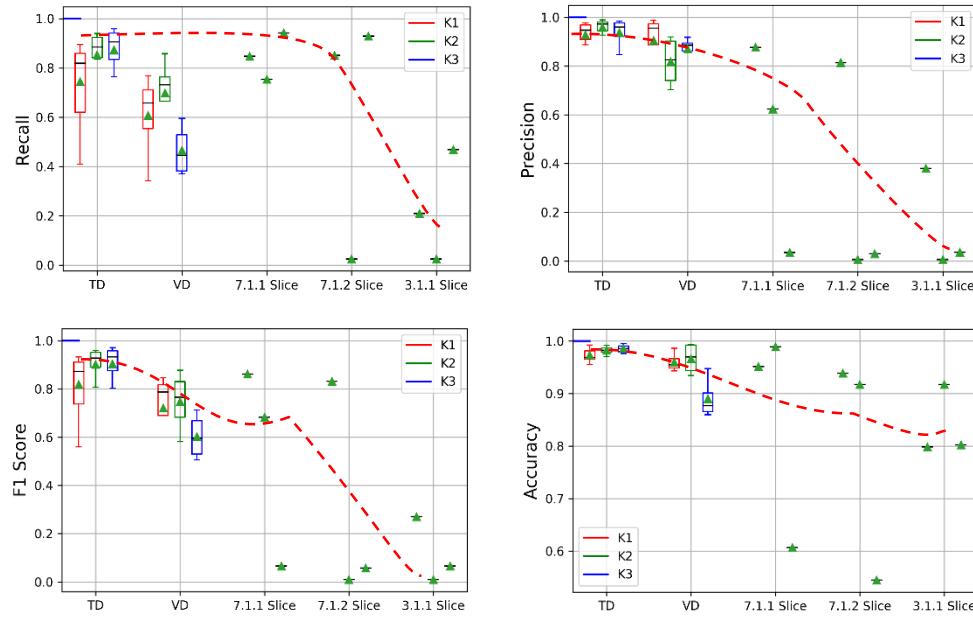 1.0
0.8
0.6
0.4
0.2
0.0
Recall
K1
K2
K3
TD
VD
7.1.1 Slice
7.1.2 Slice
3.1.1 Slice
1.0
0.8
0.6
0.4
0.2
0.0
Precision
K1
K2
K3
TD
VD
7.1.1 Slice
7.1.2 Slice
3.1.1 Slice
1.0
0.8
0.6
0.4
0.2
0.0
F1 Score
K1
K2
K3
TD
VD
7.1.1 Slice
7.1.2 Slice
3.1.1 Slice
1.0
0.9
0.8
0.7
0.6
Accuracy
K1
K2
K3
TD
VD
7.1.1 Slice
7.1.2 Slice
3.1.1 Slice